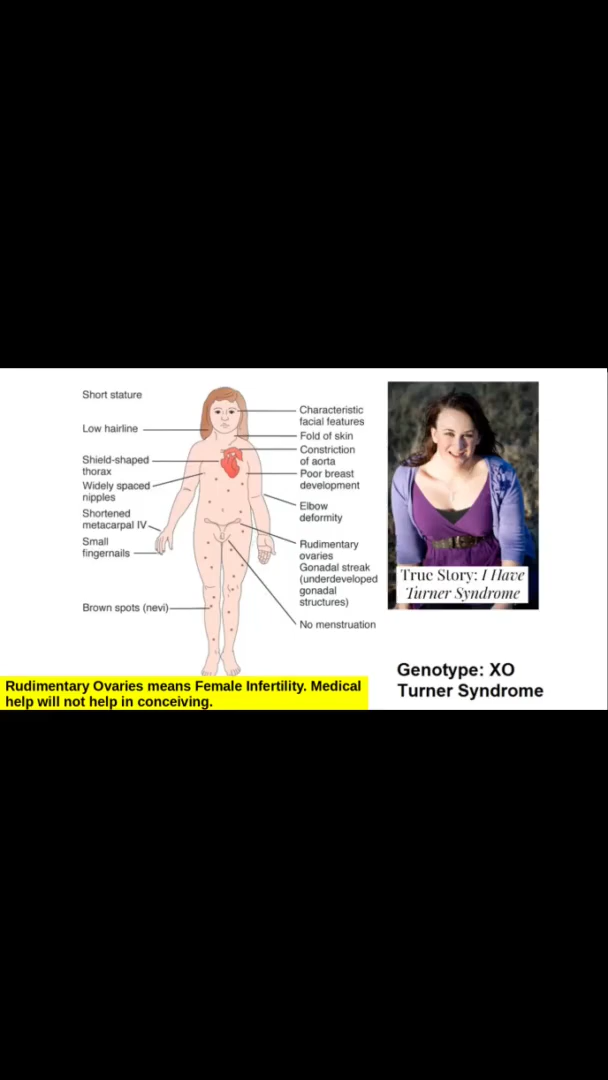 Short stature
Low hairline
Shield-shaped
thorax
Widely spaced
nipples
Shortened
metacarpal IV
Small
fingernails
Brown spots (nevi)
Characteristic
facial features
Fold of skin
Constriction
of aorta
Poor breast
development
Elbow
deformity
Rudimentary
ovaries
Gonadal streak
(underdeveloped
gonadal
structures)
No menstruation
True Story: I Have
Turner Syndrome
Genotype: XO
Turner Syndrome
Rudimentary Ovaries means Female Infertility. Medical
help will not help in conceiving.